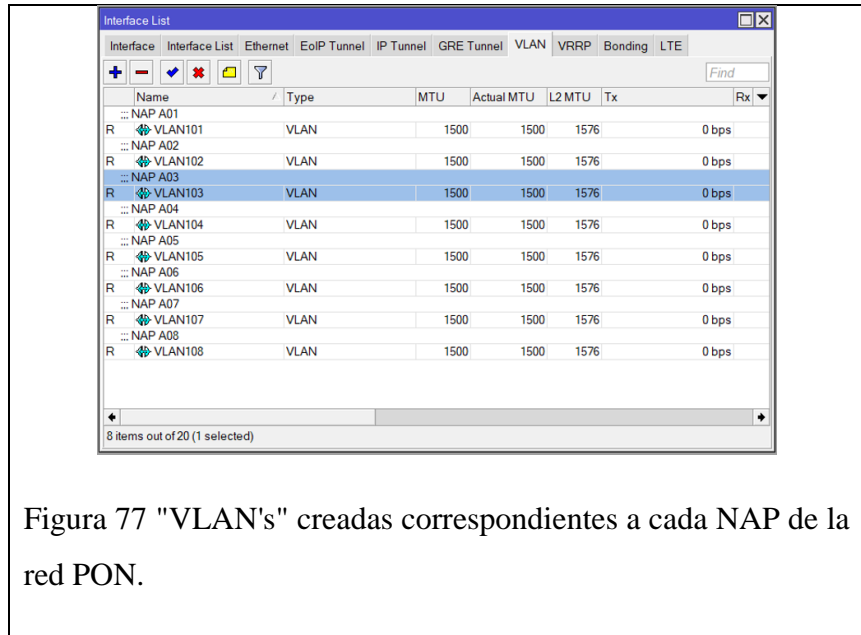 Interface List
Interface Interface List Ethernet EoIP Tunnel IP Tunnel GRE Tunnel VLAN VRRP Bonding LTE
Find
Name / Type MTU Actual MTU L2 MTU Tx Rx
::: NAP A01
R VLAN101 VLAN 1500 1500 1576 0 bps
::: NAP A02
R VLAN102 VLAN 1500 1500 1576 0 bps
::: NAP A03
R VLAN103 VLAN 1500 1500 1576 0 bps
::: NAP A04
R VLAN104 VLAN 1500 1500 1576 0 bps
::: NAP A05
R VLAN105 VLAN 1500 1500 1576 0 bps
::: NAP A06
R VLAN106 VLAN 1500 1500 1576 0 bps
::: NAP A07
R VLAN107 VLAN 1500 1500 1576 0 bps
::: NAP A08
R VLAN108 VLAN 1500 1500 1576 0 bps
8 items out of 20 (1 selected)
Figura 77 "VLAN's" creadas correspondientes a cada NAP de la
red PON.